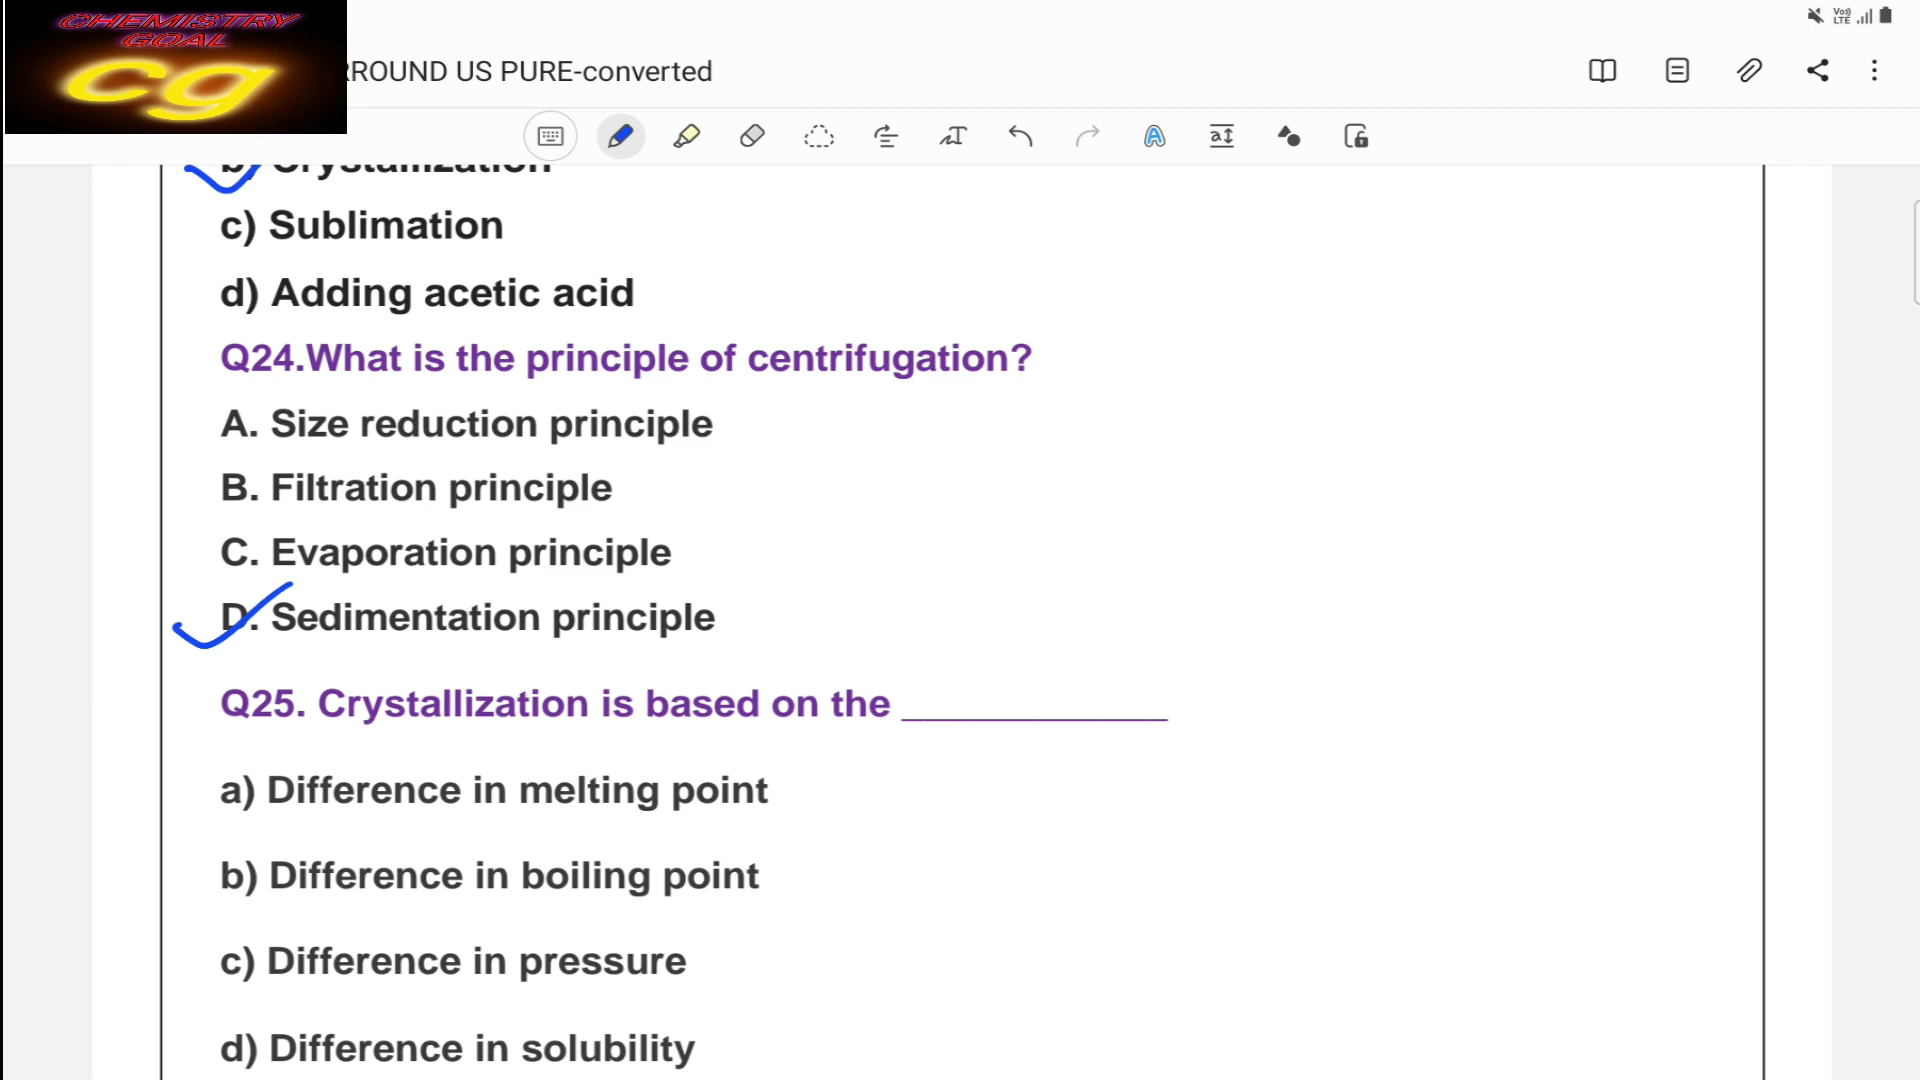 CHEMISTRY
GOAL
cg
RROUND US PURE-converted
b) Crystallization
c) Sublimation
d) Adding acetic acid
Q24.What is the principle of centrifugation?
A. Size reduction principle
B. Filtration principle
C. Evaporation principle
D. Sedimentation principle
Q25. Crystallization is based on the ____________
a) Difference in melting point
b) Difference in boiling point
c) Difference in pressure
d) Difference in solubility